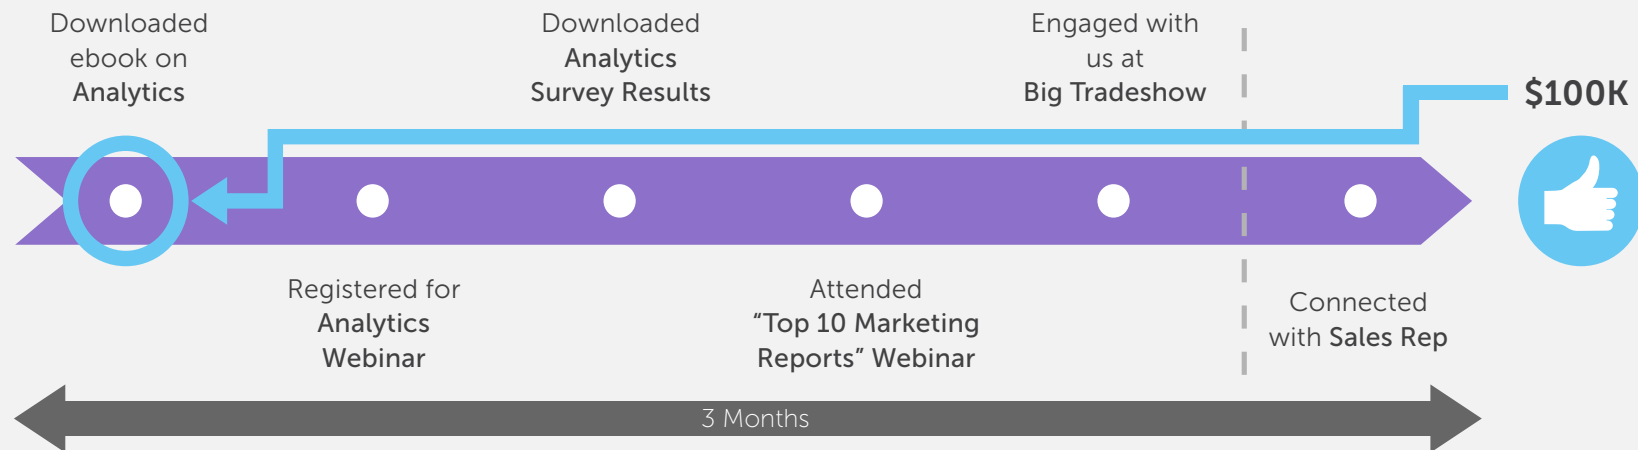 Downloaded
ebook on
Analytics
Downloaded
Analytics
Survey Results
Engaged with
us at
Big Tradeshow
$100K
Registered for
Analytics
Webinar
Attended
“Top 10 Marketing
Reports” Webinar
Connected
with Sales Rep
3 Months